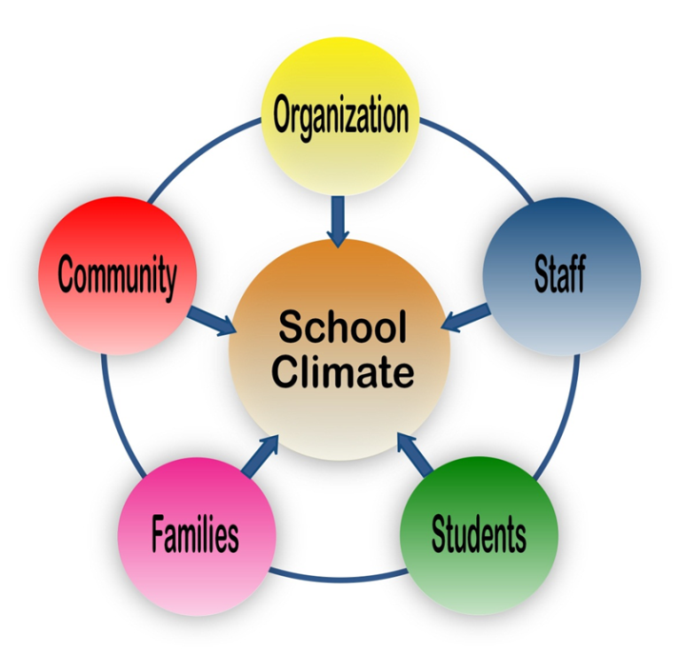 Organization
Community
Staff
School
Climate
Families
Students